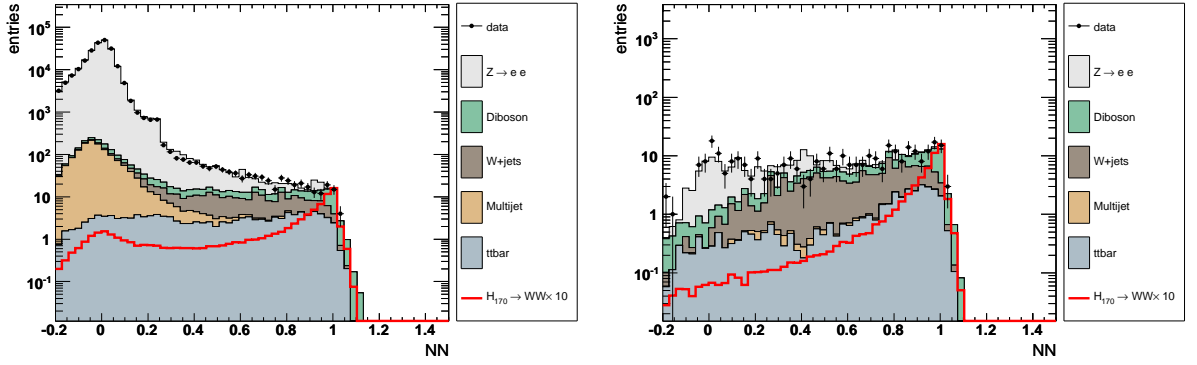 entries
10^5
10^4
10^3
10^2
10
1
10^-1
-0.2 0 0.2 0.4 0.6 0.8 1 1.2 1.4
NN
data
Z → e e
Diboson
W+jets
Multijet
ttbar
H_170 → WW× 10
entries
10^3
10^2
10
1
10^-1
-0.2 0 0.2 0.4 0.6 0.8 1 1.2 1.4
NN
data
Z → e e
Diboson
W+jets
Multijet
ttbar
H_170 → WW× 10